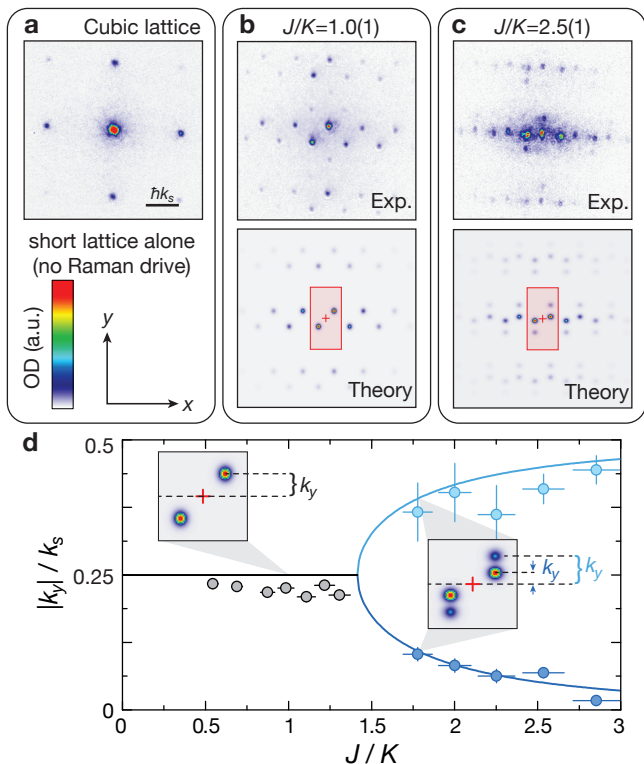 a Cubic lattice
ħkₛ
short lattice alone
(no Raman drive)
OD (a.u.)
y
x
b J/K=1.0(1)
Exp.
Theory
c J/K=2.5(1)
Exp.
Theory
d
0.5
0.25
0
|k_y| / kₛ
k_y
k_y
k_y
0 0.5 1 1.5 2 2.5 3
J / K